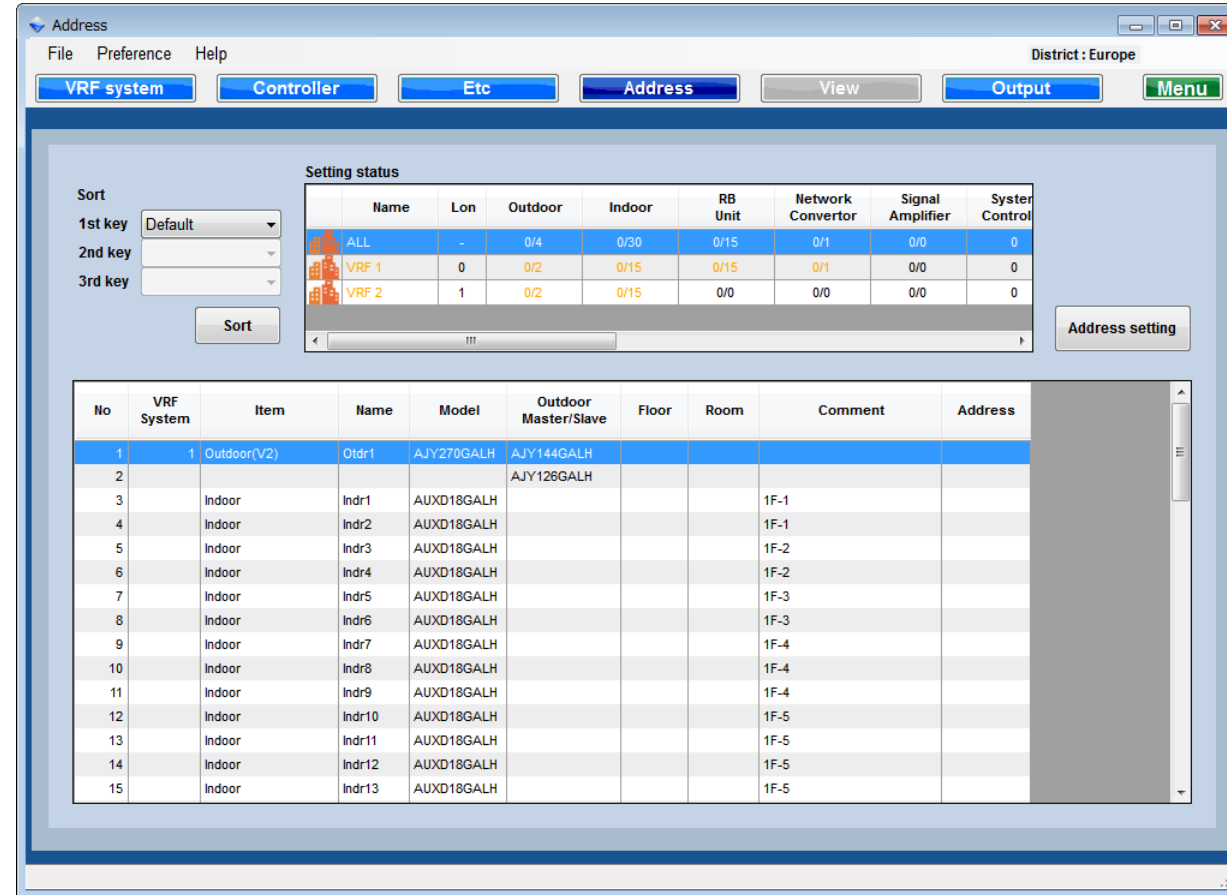 Address
File Preference Help District : Europe
VRF system Controller Etc Address View Output Menu
Setting status
Sort
1st key Default
2nd key
3rd key
Sort
Name Lon Outdoor Indoor RB Unit Network Convertor Signal Amplifier System Control
ALL - 0/4 0/30 0/15 0/1 0/0 0
VRF 1 0 0/2 0/15 0/15 0/1 0/0 0
VRF 2 1 0/2 0/15 0/0 0/0 0/0 0
Address setting
No VRF System Item Name Model Outdoor Master/Slave Floor Room Comment Address
1 1 Outdoor(V2) Otdr1 AJY270GALH AJY144GALH
2 AJY126GALH
3 Indoor Indr1 AUXD18GALH 1F-1
4 Indoor Indr2 AUXD18GALH 1F-1
5 Indoor Indr3 AUXD18GALH 1F-2
6 Indoor Indr4 AUXD18GALH 1F-2
7 Indoor Indr5 AUXD18GALH 1F-3
8 Indoor Indr6 AUXD18GALH 1F-3
9 Indoor Indr7 AUXD18GALH 1F-4
10 Indoor Indr8 AUXD18GALH 1F-4
11 Indoor Indr9 AUXD18GALH 1F-4
12 Indoor Indr10 AUXD18GALH 1F-5
13 Indoor Indr11 AUXD18GALH 1F-5
14 Indoor Indr12 AUXD18GALH 1F-5
15 Indoor Indr13 AUXD18GALH 1F-5